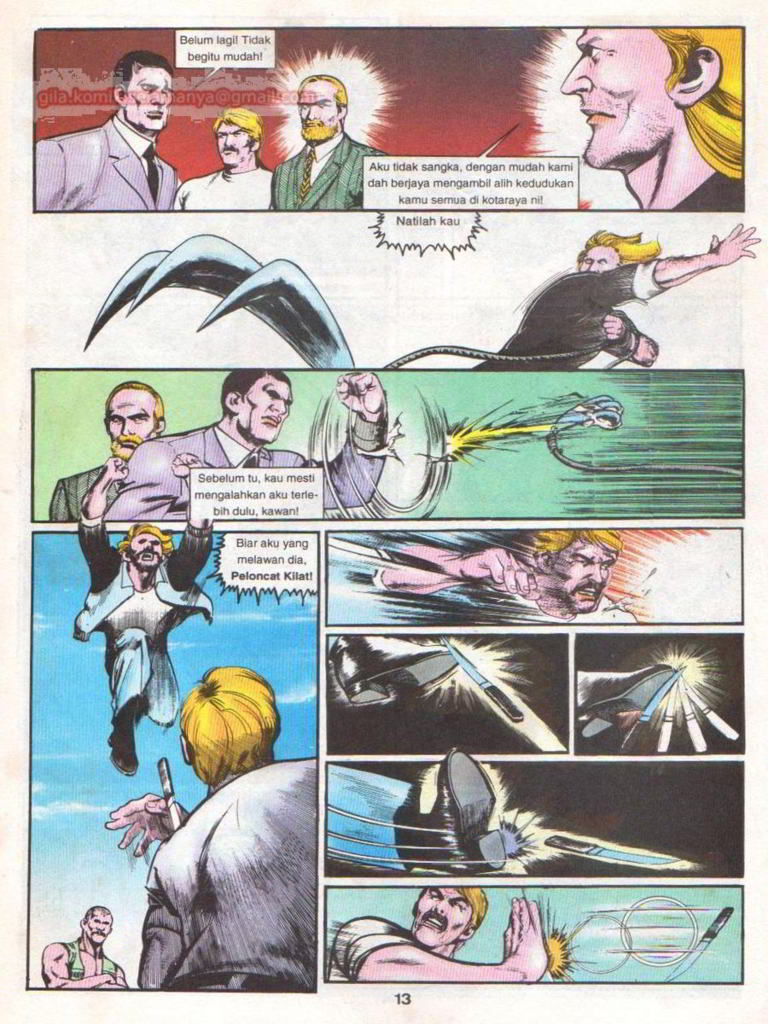 Belum lagi! Tidak
begitu mudah!
Aku tidak sangka, dengan mudah kami
dah berjaya mengambil alih kedudukan
kamu semua di kotaraya ni!
Natilah kau
Sebelum tu, kau mesti
mengalahkan aku terle-
bih dulu, kawan!
Biar aku yang
melawan dia,
Peloncat Kilat!
13